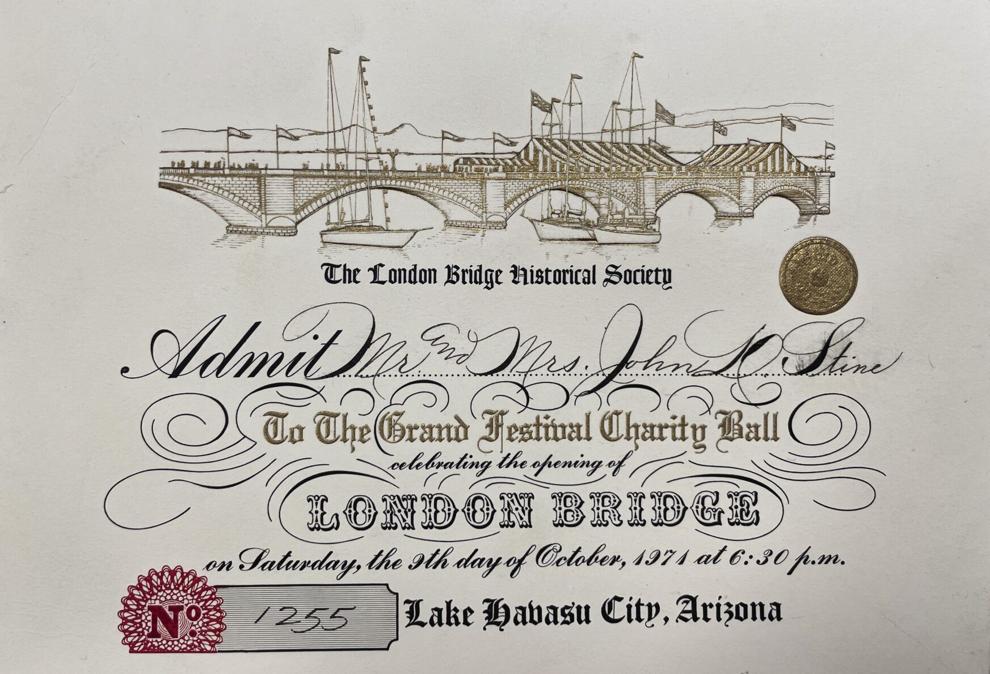 The London Bridge Historical Society
Admit Mr. and Mrs. John K. Stine
To The Grand Festival Charity Ball
celebrating the opening of
LONDON BRIDGE
on Saturday, the 9th day of October, 1971 at 6:30 p.m.
No. 1255 Lake Havasu City, Arizona